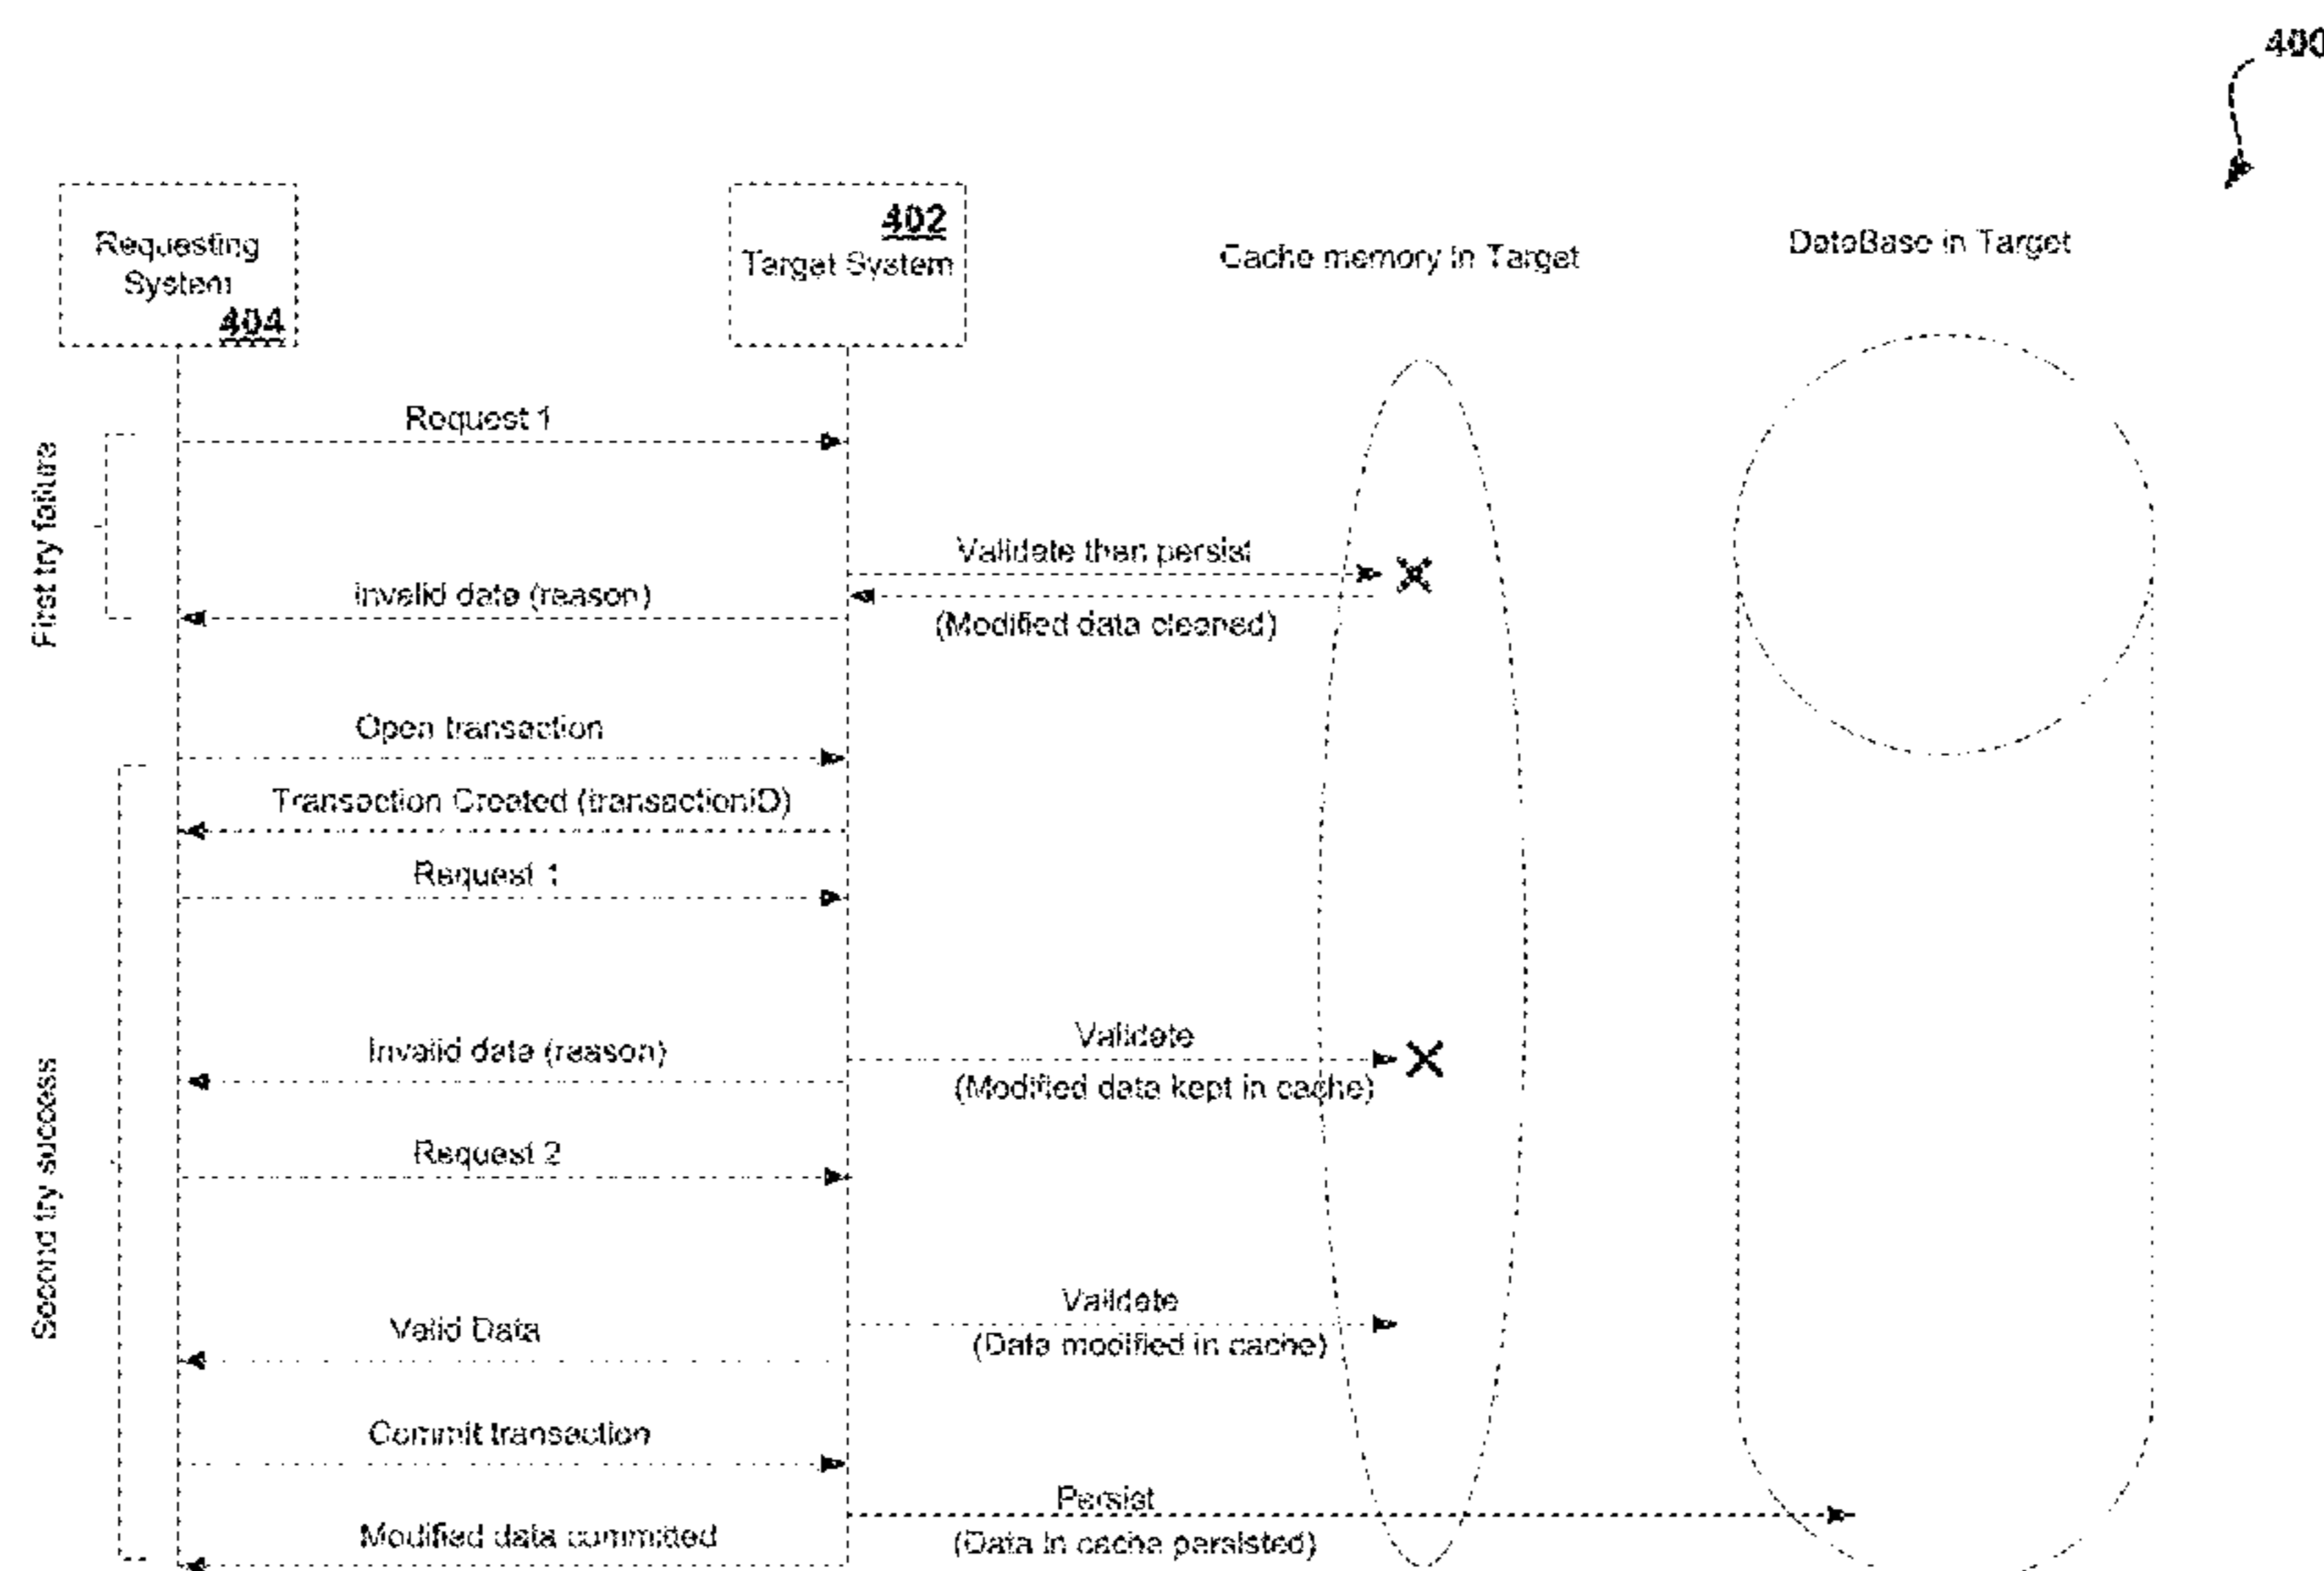 400
Requesting
System
404
402
Target System
Cache memory in Target
DataBase in Target
First try failure
Request 1
Validate then persist
Invalid data (reason)
(Modified data cleaned)
Second try success
Open transaction
Transaction Created (transactionID)
Request 1
Validate
Invalid data (reason)
(Modified data kept in cache)
Request 2
Validate
Valid Data
(Data modified in cache)
Commit transaction
Persist
Modified data committed
(Data in cache persisted)